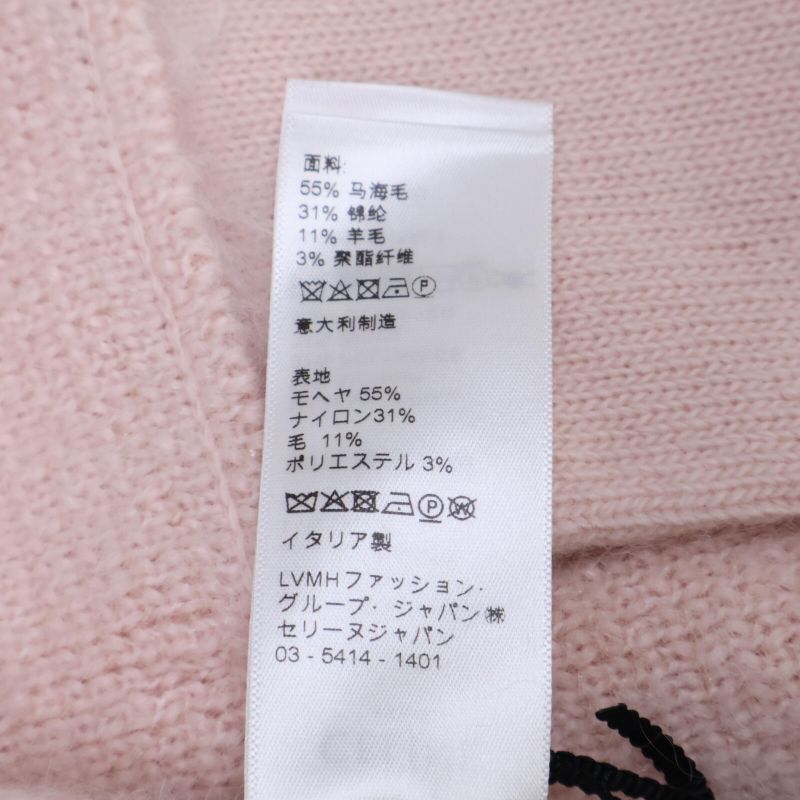 面料:
55% 马海毛
31% 锦纶
11% 羊毛
3% 聚酯纤维
P
意大利制造
表地
モヘヤ 55%
ナイロン31%
毛 11%
ポリエステル 3%
P W
イタリア製
LVMHファッション・
グループ・ジャパン㈱
セリーヌジャパン
03 - 5414 - 1401